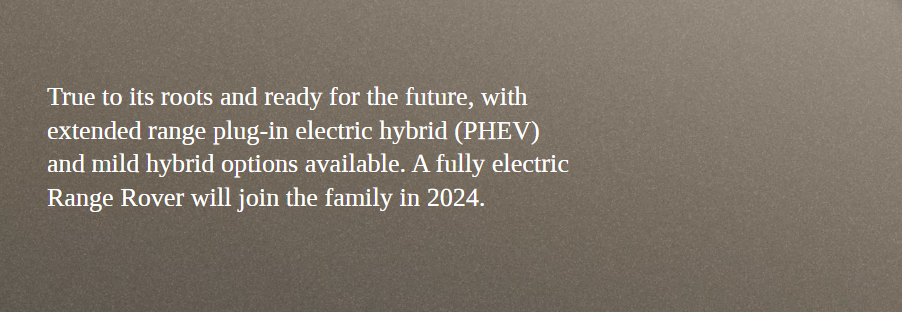 True to its roots and ready for the future, with
extended range plug-in electric hybrid (PHEV)
and mild hybrid options available. A fully electric
Range Rover will join the family in 2024.